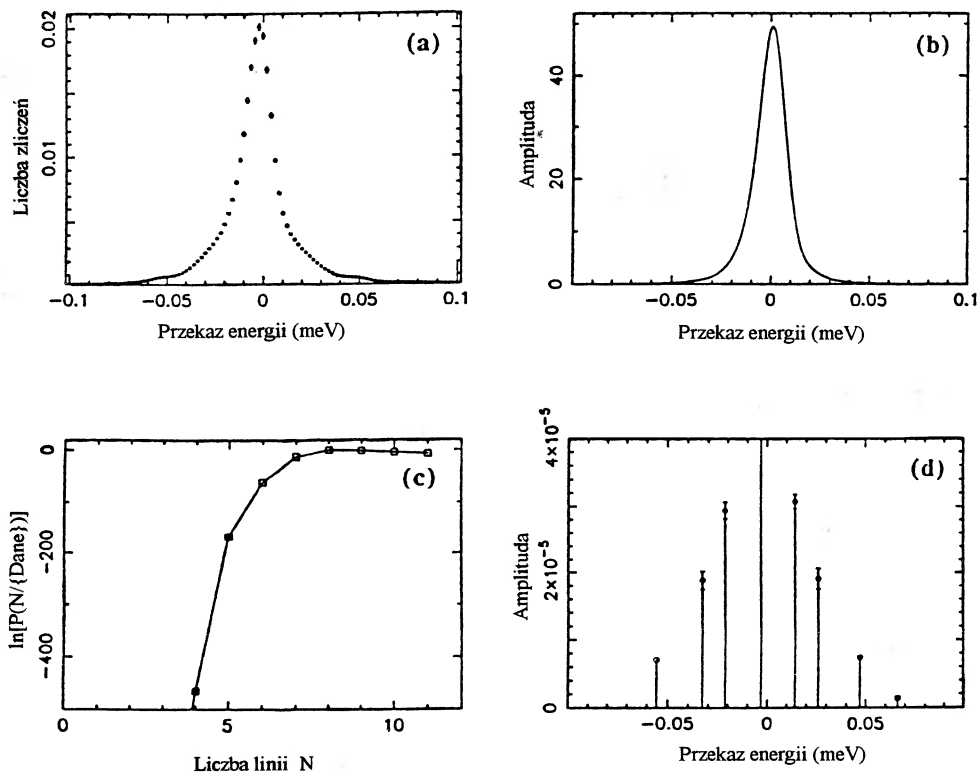 (a)
Liczba zliczeń
0.02
0.01
−0.1 −0.05 0 0.05 0.1
Przekaz energii (meV)
(b)
Amplituda
40
20
0
−0.05 0 0.05 0.1
Przekaz energii (meV)
(c)
ln[P(N/{Dane})]
0
−200
−400
0 5 10
Liczba linii N
(d)
Amplituda
4×10⁻⁵
2×10⁻⁵
0
−0.05 0 0.05
Przekaz energii (meV)